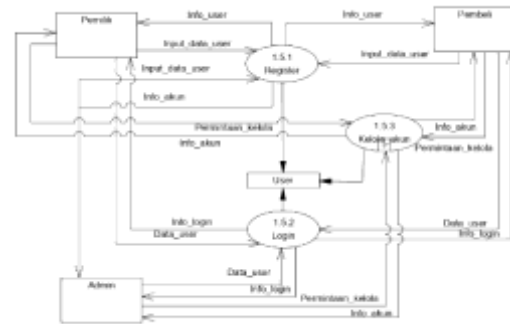 Info_user
Info_user
Pemilik
Pembeli
Input_data_user
1.5.1
Register
Input_data_user
Input_data_user
Info_akun
1.5.3
Kelola akun
Info_akun
Permintaan_kelola
Info_akun
Permintaan_kelola
User
1.5.2
Login
Info_login
Data_user
Data_user
Info_login
Data_user
Admin
Info_login
Permintaan_kelola
Info_akun